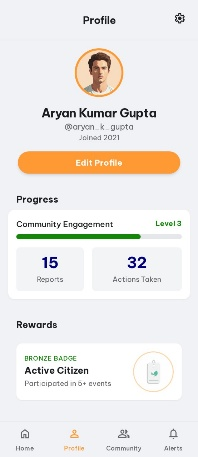 Profile
Aryan Kumar Gupta
@aryan_k_gupta
Joined 2021
Edit Profile
Progress
Community Engagement
Level 3
15
Reports
32
Actions Taken
Rewards
BRONZE BADGE
Active Citizen
Participated in 5+ events
Home
Profile
Community
Alerts